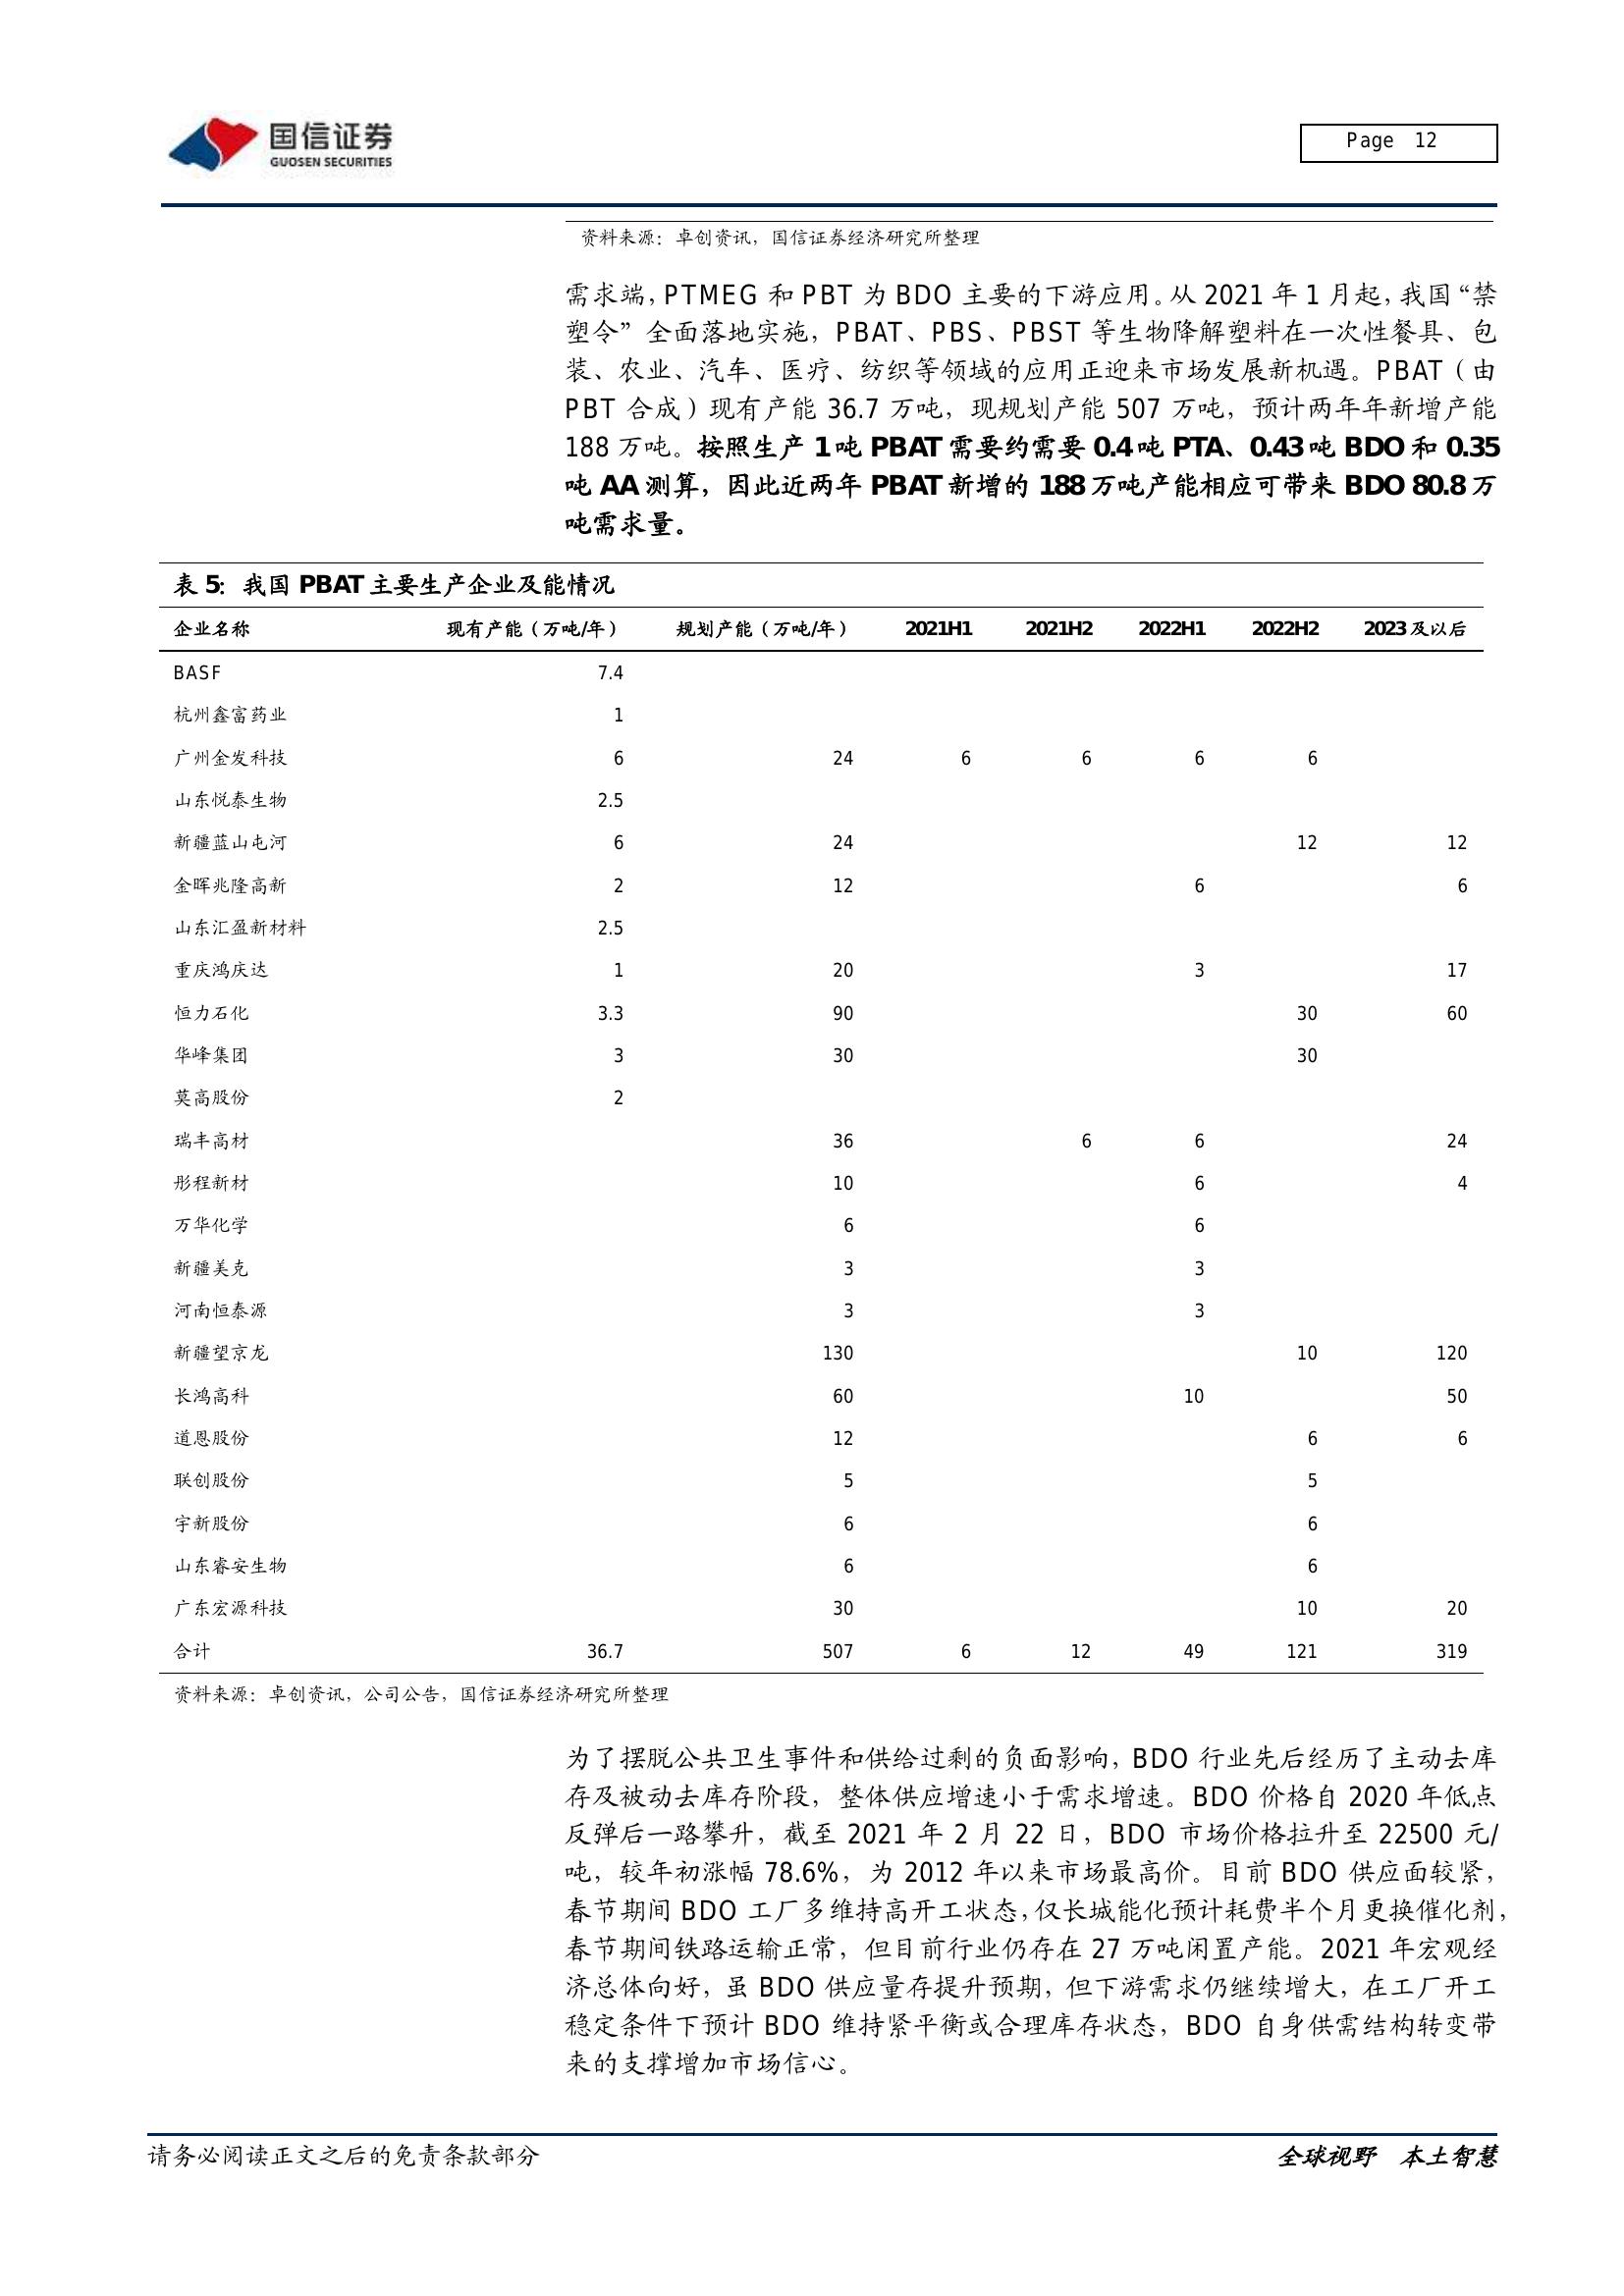 国信证券
GUOSEN SECURITIES
Page 12
资料来源：卓创资讯，国信证券经济研究所整理
需求端，PTMEG 和 PBT 为 BDO 主要的下游应用。从 2021 年 1 月起，我国“禁
塑令”全面落地实施，PBAT、PBS、PBST 等生物降解塑料在一次性餐具、包
装、农业、汽车、医疗、纺织等领域的应用正迎来市场发展新机遇。PBAT（由
PBT 合成）现有产能 36.7 万吨，现规划产能 507 万吨，预计两年年新增产能
188 万吨。按照生产 1 吨 PBAT 需要约需要 0.4 吨 PTA、0.43 吨 BDO 和 0.35
吨 AA 测算，因此近两年 PBAT 新增的 188 万吨产能相应可带来 BDO 80.8 万
吨需求量。
表 5：我国 PBAT 主要生产企业及能情况
企业名称 现有产能（万吨/年） 规划产能（万吨/年） 2021H1 2021H2 2022H1 2022H2 2023 及以后
BASF 7.4
杭州鑫富药业 1
广州金发科技 6 24 6 6 6 6
山东悦泰生物 2.5
新疆蓝山屯河 6 24 12 12
金晖兆隆高新 2 12 6 6
山东汇盈新材料 2.5
重庆鸿庆达 1 20 3 17
恒力石化 3.3 90 30 60
华峰集团 3 30 30
莫高股份 2
瑞丰高材 36 6 6 24
彤程新材 10 6 4
万华化学 6 6
新疆美克 3 3
河南恒泰源 3 3
新疆望京龙 130 10 120
长鸿高科 60 10 50
道恩股份 12 6 6
联创股份 5 5
宇新股份 6 6
山东睿安生物 6 6
广东宏源科技 30 10 20
合计 36.7 507 6 12 49 121 319
资料来源：卓创资讯，公司公告，国信证券经济研究所整理
为了摆脱公共卫生事件和供给过剩的负面影响，BDO 行业先后经历了主动去库
存及被动去库存阶段，整体供应增速小于需求增速。BDO 价格自 2020 年低点
反弹后一路攀升，截至 2021 年 2 月 22 日，BDO 市场价格拉升至 22500 元/
吨，较年初涨幅 78.6%，为 2012 年以来市场最高价。目前 BDO 供应面较紧，
春节期间 BDO 工厂多维持高开工状态，仅长城能化预计耗费半个月更换催化剂，
春节期间铁路运输正常，但目前行业仍存在 27 万吨闲置产能。2021 年宏观经
济总体向好，虽 BDO 供应量存提升预期，但下游需求仍继续增大，在工厂开工
稳定条件下预计 BDO 维持紧平衡或合理库存状态，BDO 自身供需结构转变带
来的支撑增加市场信心。
请务必阅读正文之后的免责条款部分
全球视野 本土智慧